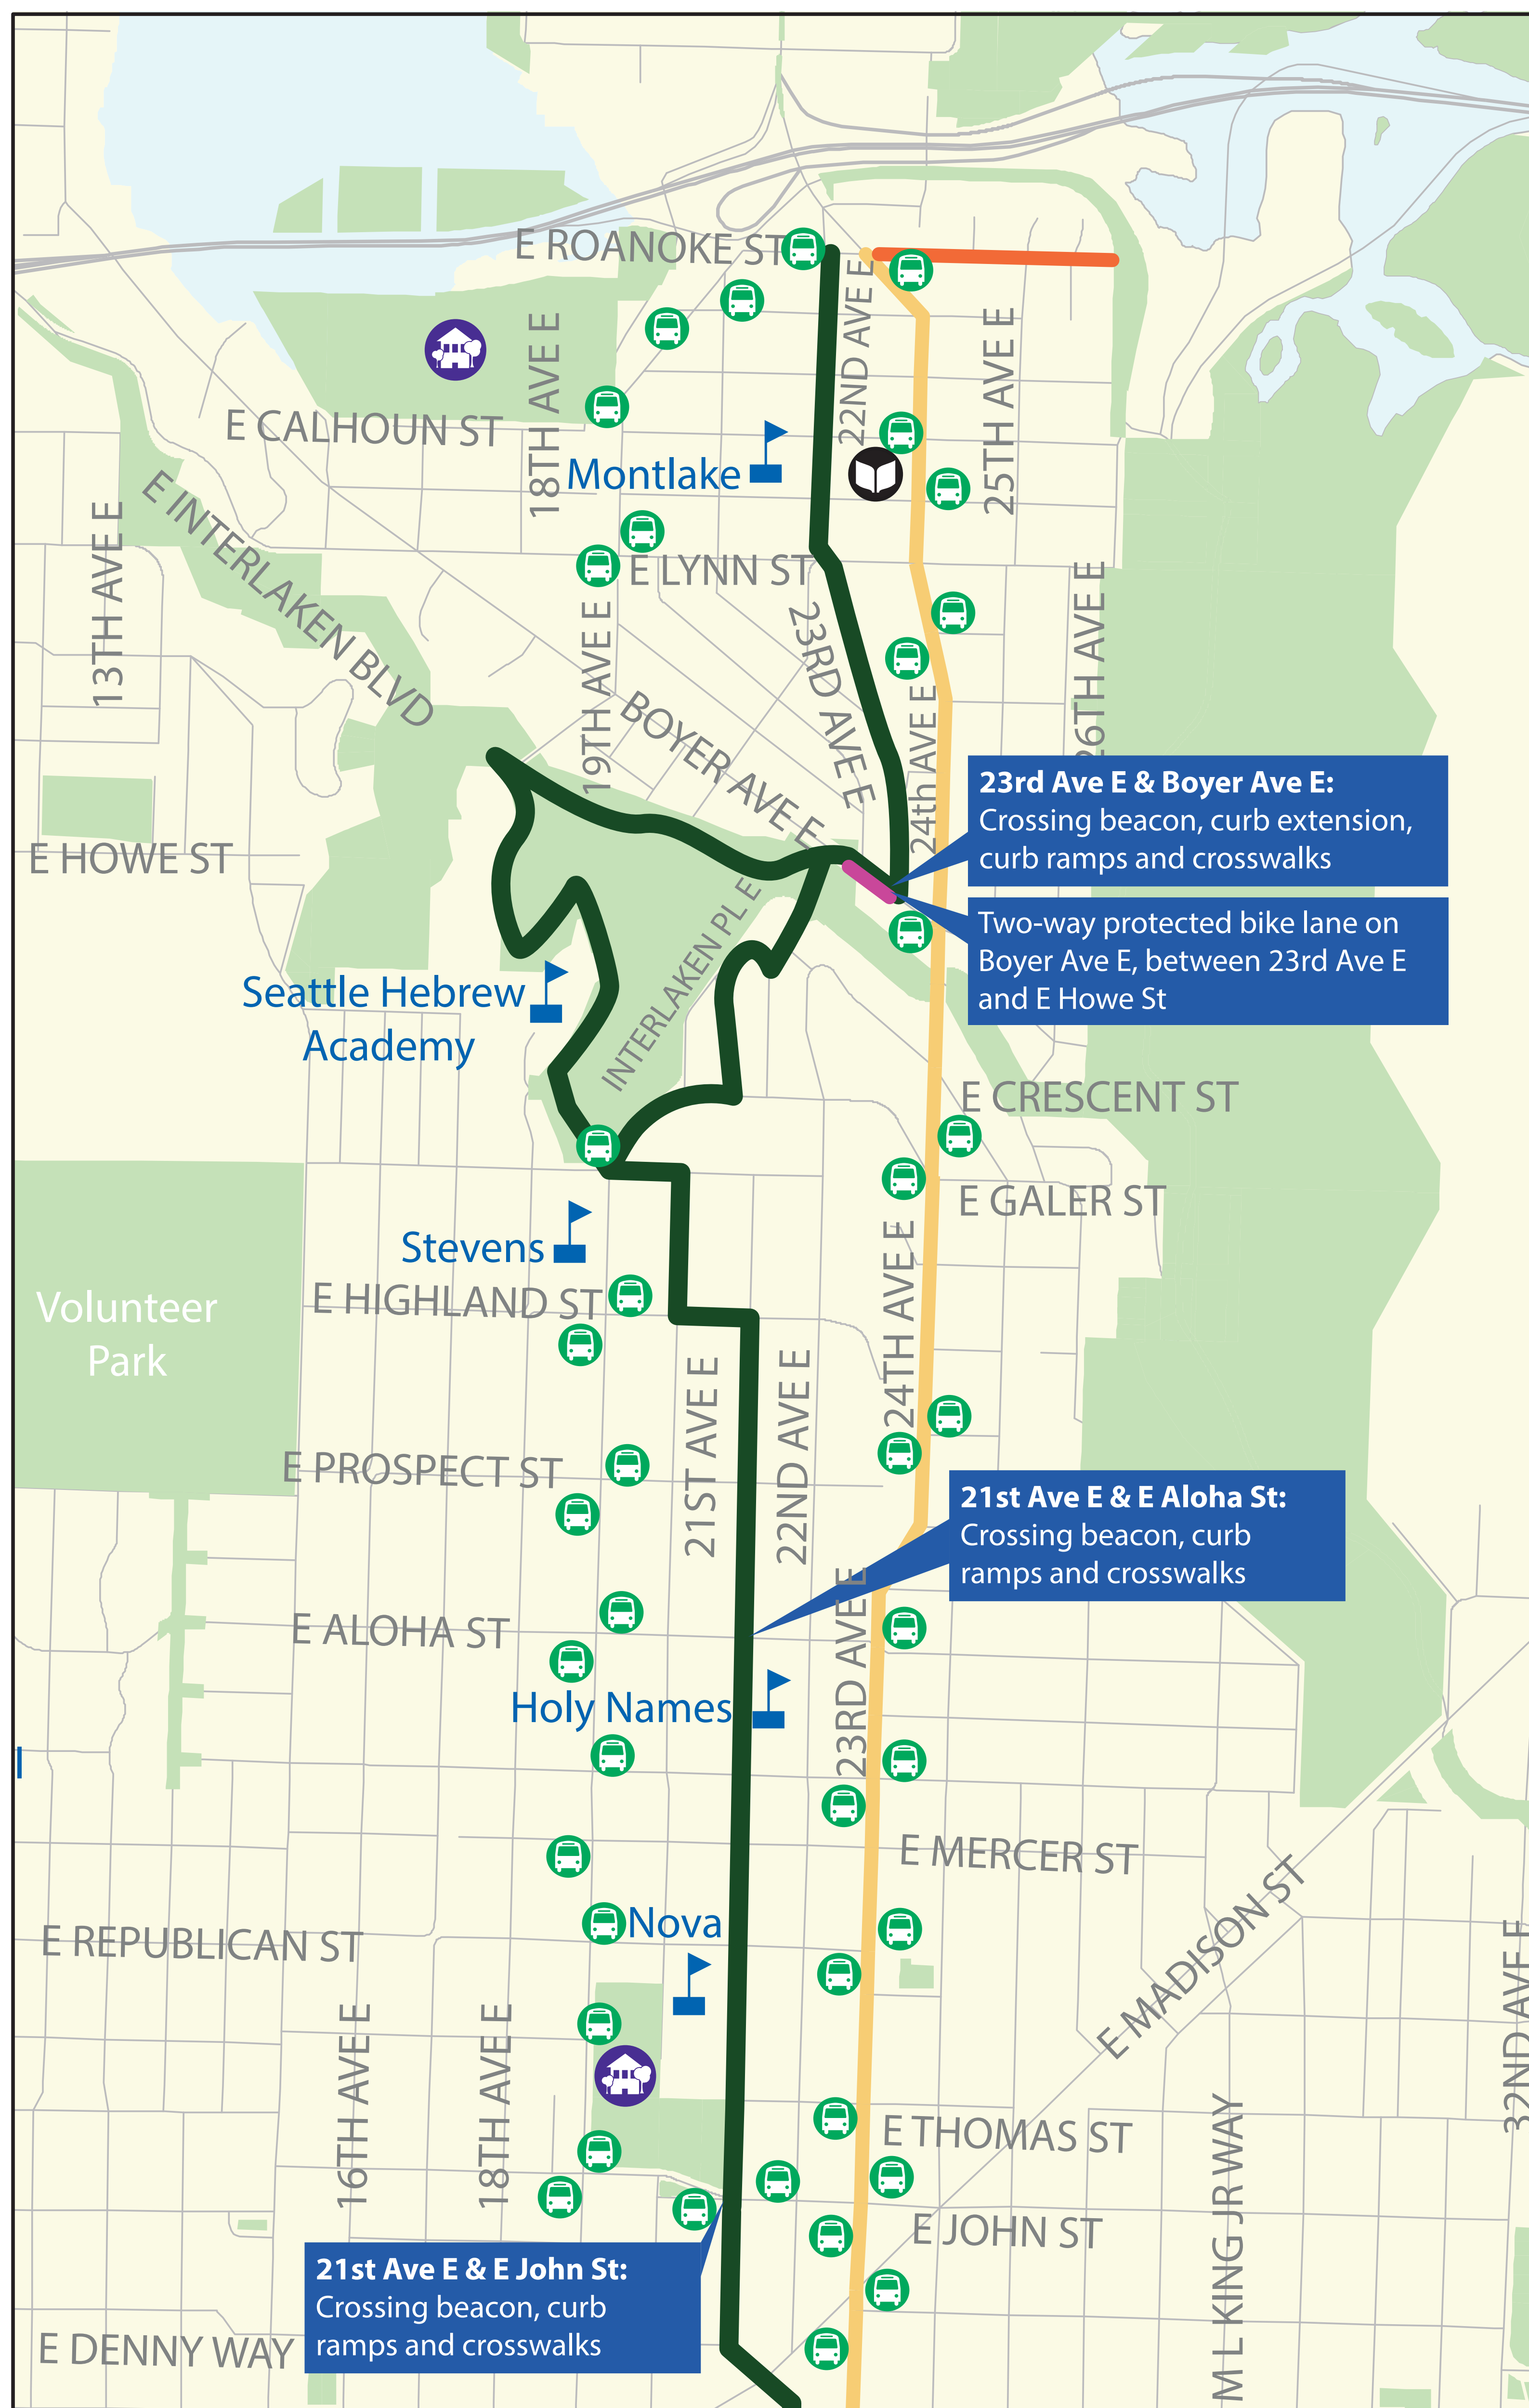 E ROANOKE ST
22ND AVE E
18TH AVE E
25TH AVE E
E CALHOUN ST
Montlake
E INTERLAKEN BLVD
13TH AVE E
E LYNN ST
26TH AVE E
19TH AVE E
23RD AVE E
BOYER AVE E
24th AVE E
23rd Ave E & Boyer Ave E:
Crossing beacon, curb extension,
curb ramps and crosswalks
E HOWE ST
INTERLAKEN PL E
Two-way protected bike lane on
Boyer Ave E, between 23rd Ave E
and E Howe St
Seattle Hebrew
Academy
E CRESCENT ST
E GALER ST
Stevens
24TH AVE E
E HIGHLAND ST
Volunteer
Park
21ST AVE E
22ND AVE E
E PROSPECT ST
21st Ave E & E Aloha St:
Crossing beacon, curb
ramps and crosswalks
23RD AVE E
E ALOHA ST
Holy Names
E MERCER ST
Nova
E REPUBLICAN ST
E MADISON ST
32ND AVE E
16TH AVE E
18TH AVE E
E THOMAS ST
M L KING JR WAY
E JOHN ST
21st Ave E & E John St:
Crossing beacon, curb
ramps and crosswalks
E DENNY WAY